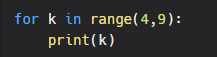 for k in range(4,9):
    print(k)